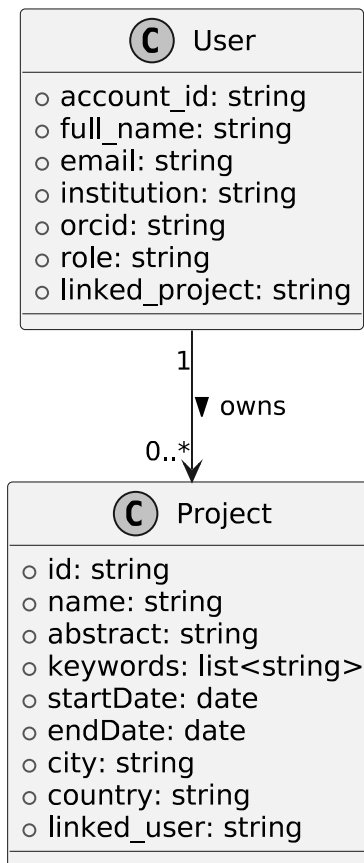 C User
account_id: string
full_name: string
email: string
institution: string
orcid: string
role: string
linked_project: string
1
owns
0..*
C Project
id: string
name: string
abstract: string
keywords: list<string>
startDate: date
endDate: date
city: string
country: string
linked_user: string